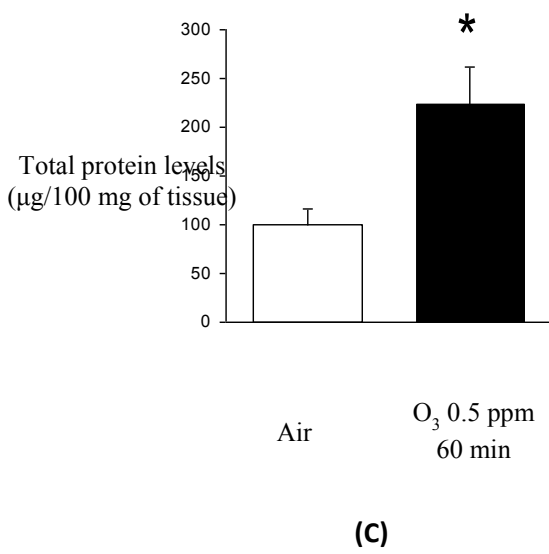 *
300
250
200
Total protein levels
(μg/100 mg of tissue)
150
100
50
0
Air
O₃ 0.5 ppm
60 min
(C)